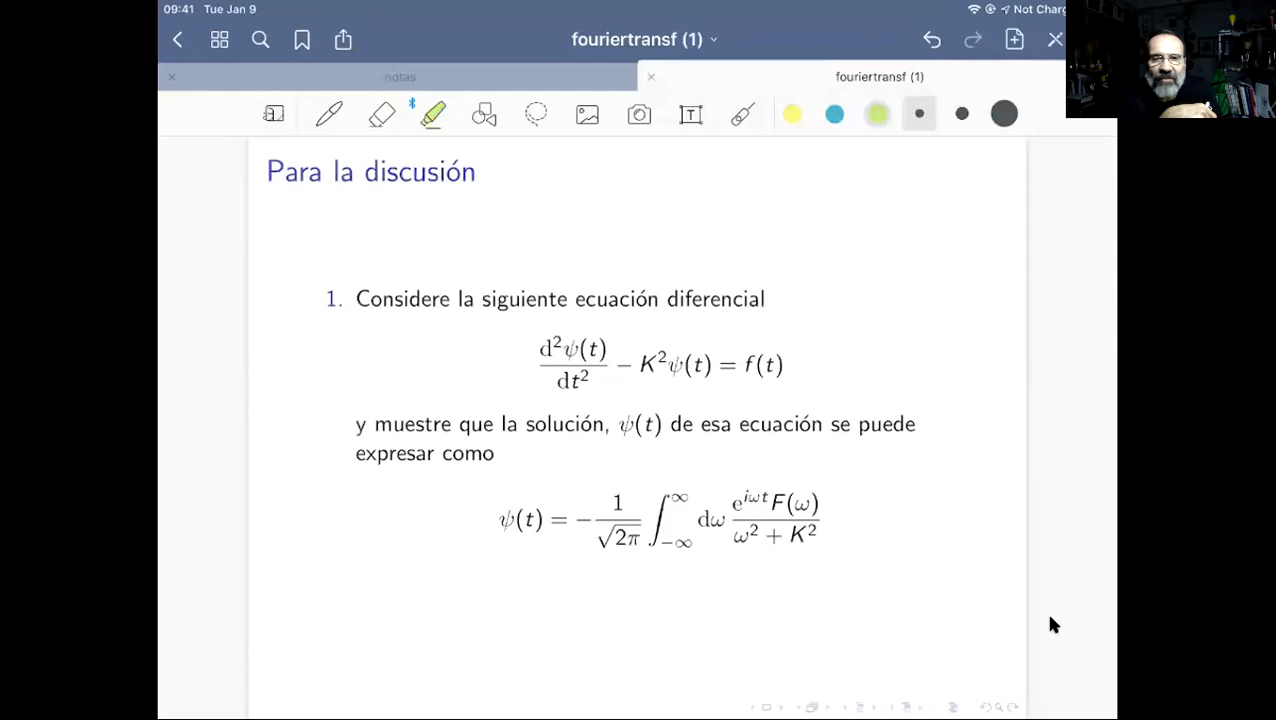 09:41 Tue Jan 9
Not Charg
fouriertransf (1)
notas
fouriertransf (1)
T
Para la discusión
1. Considere la siguiente ecuación diferencial
d²ψ(t)/dt² − K²ψ(t) = f(t)
y muestre que la solución, ψ(t) de esa ecuación se puede
expresar como
ψ(t) = − 1/√2π ∫_{−∞}^{∞} dω e^{iωt} F(ω)/ω² + K²